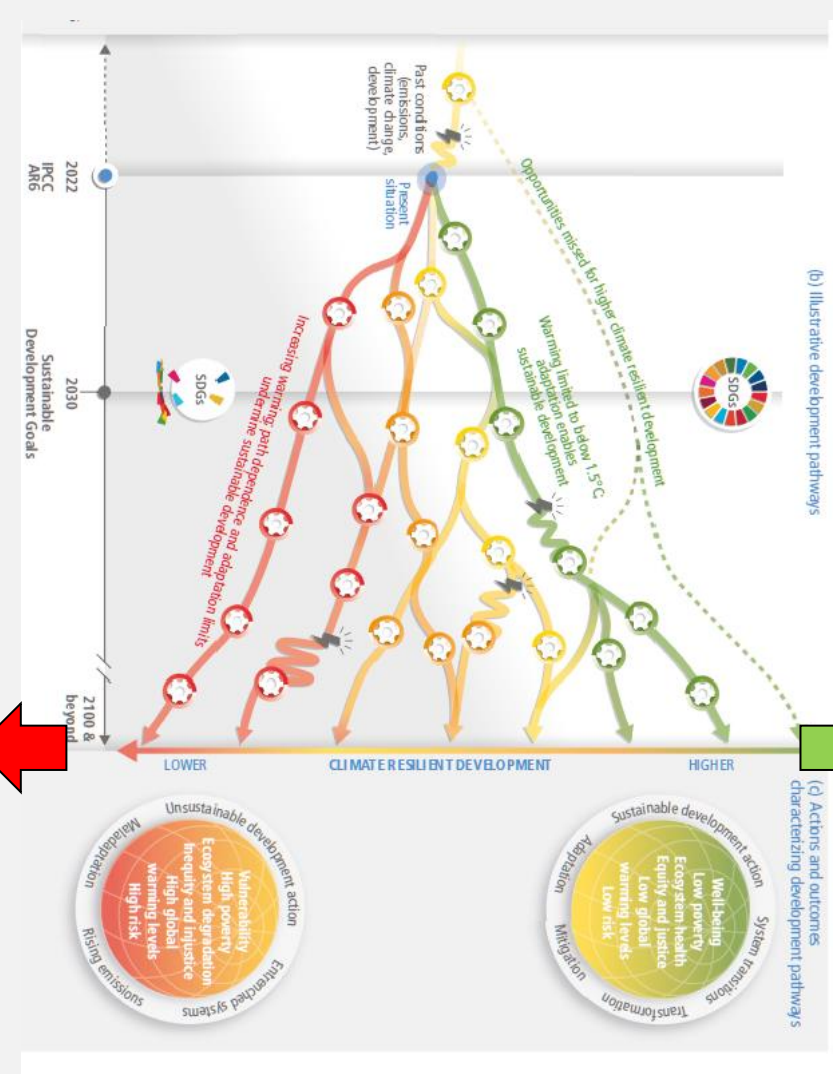 (b) Illustrative development pathways
Opportunities missed for higher climate resilient development
Past conditions
(emissions,
climate change,
development)
Present
situation
Warming limited to below 1.5°C;
adaptation enables
sustainable development
Increasing warming, path dependence and adaptation limits
undermine sustainable development
SDGs
SDGs
2022
IPCC
AR6
2030
Sustainable
Development Goals
2100 &
beyond
HIGHER
CLIMATE RESILIENT DEVELOPMENT
LOWER
(c) Actions and outcomes
characterizing development pathways
Sustainable development action
System transitions
Transformation
Mitigation
Adaptation
Well-being
Low poverty
Ecosystem health
Equity and justice
Low global
warming levels
Low risk
Unsustainable development action
Entrenched systems
Rising emissions
Maladaptation
Vulnerability
High poverty
Ecosystem degradation
Inequity and injustice
High global
warming levels
High risk